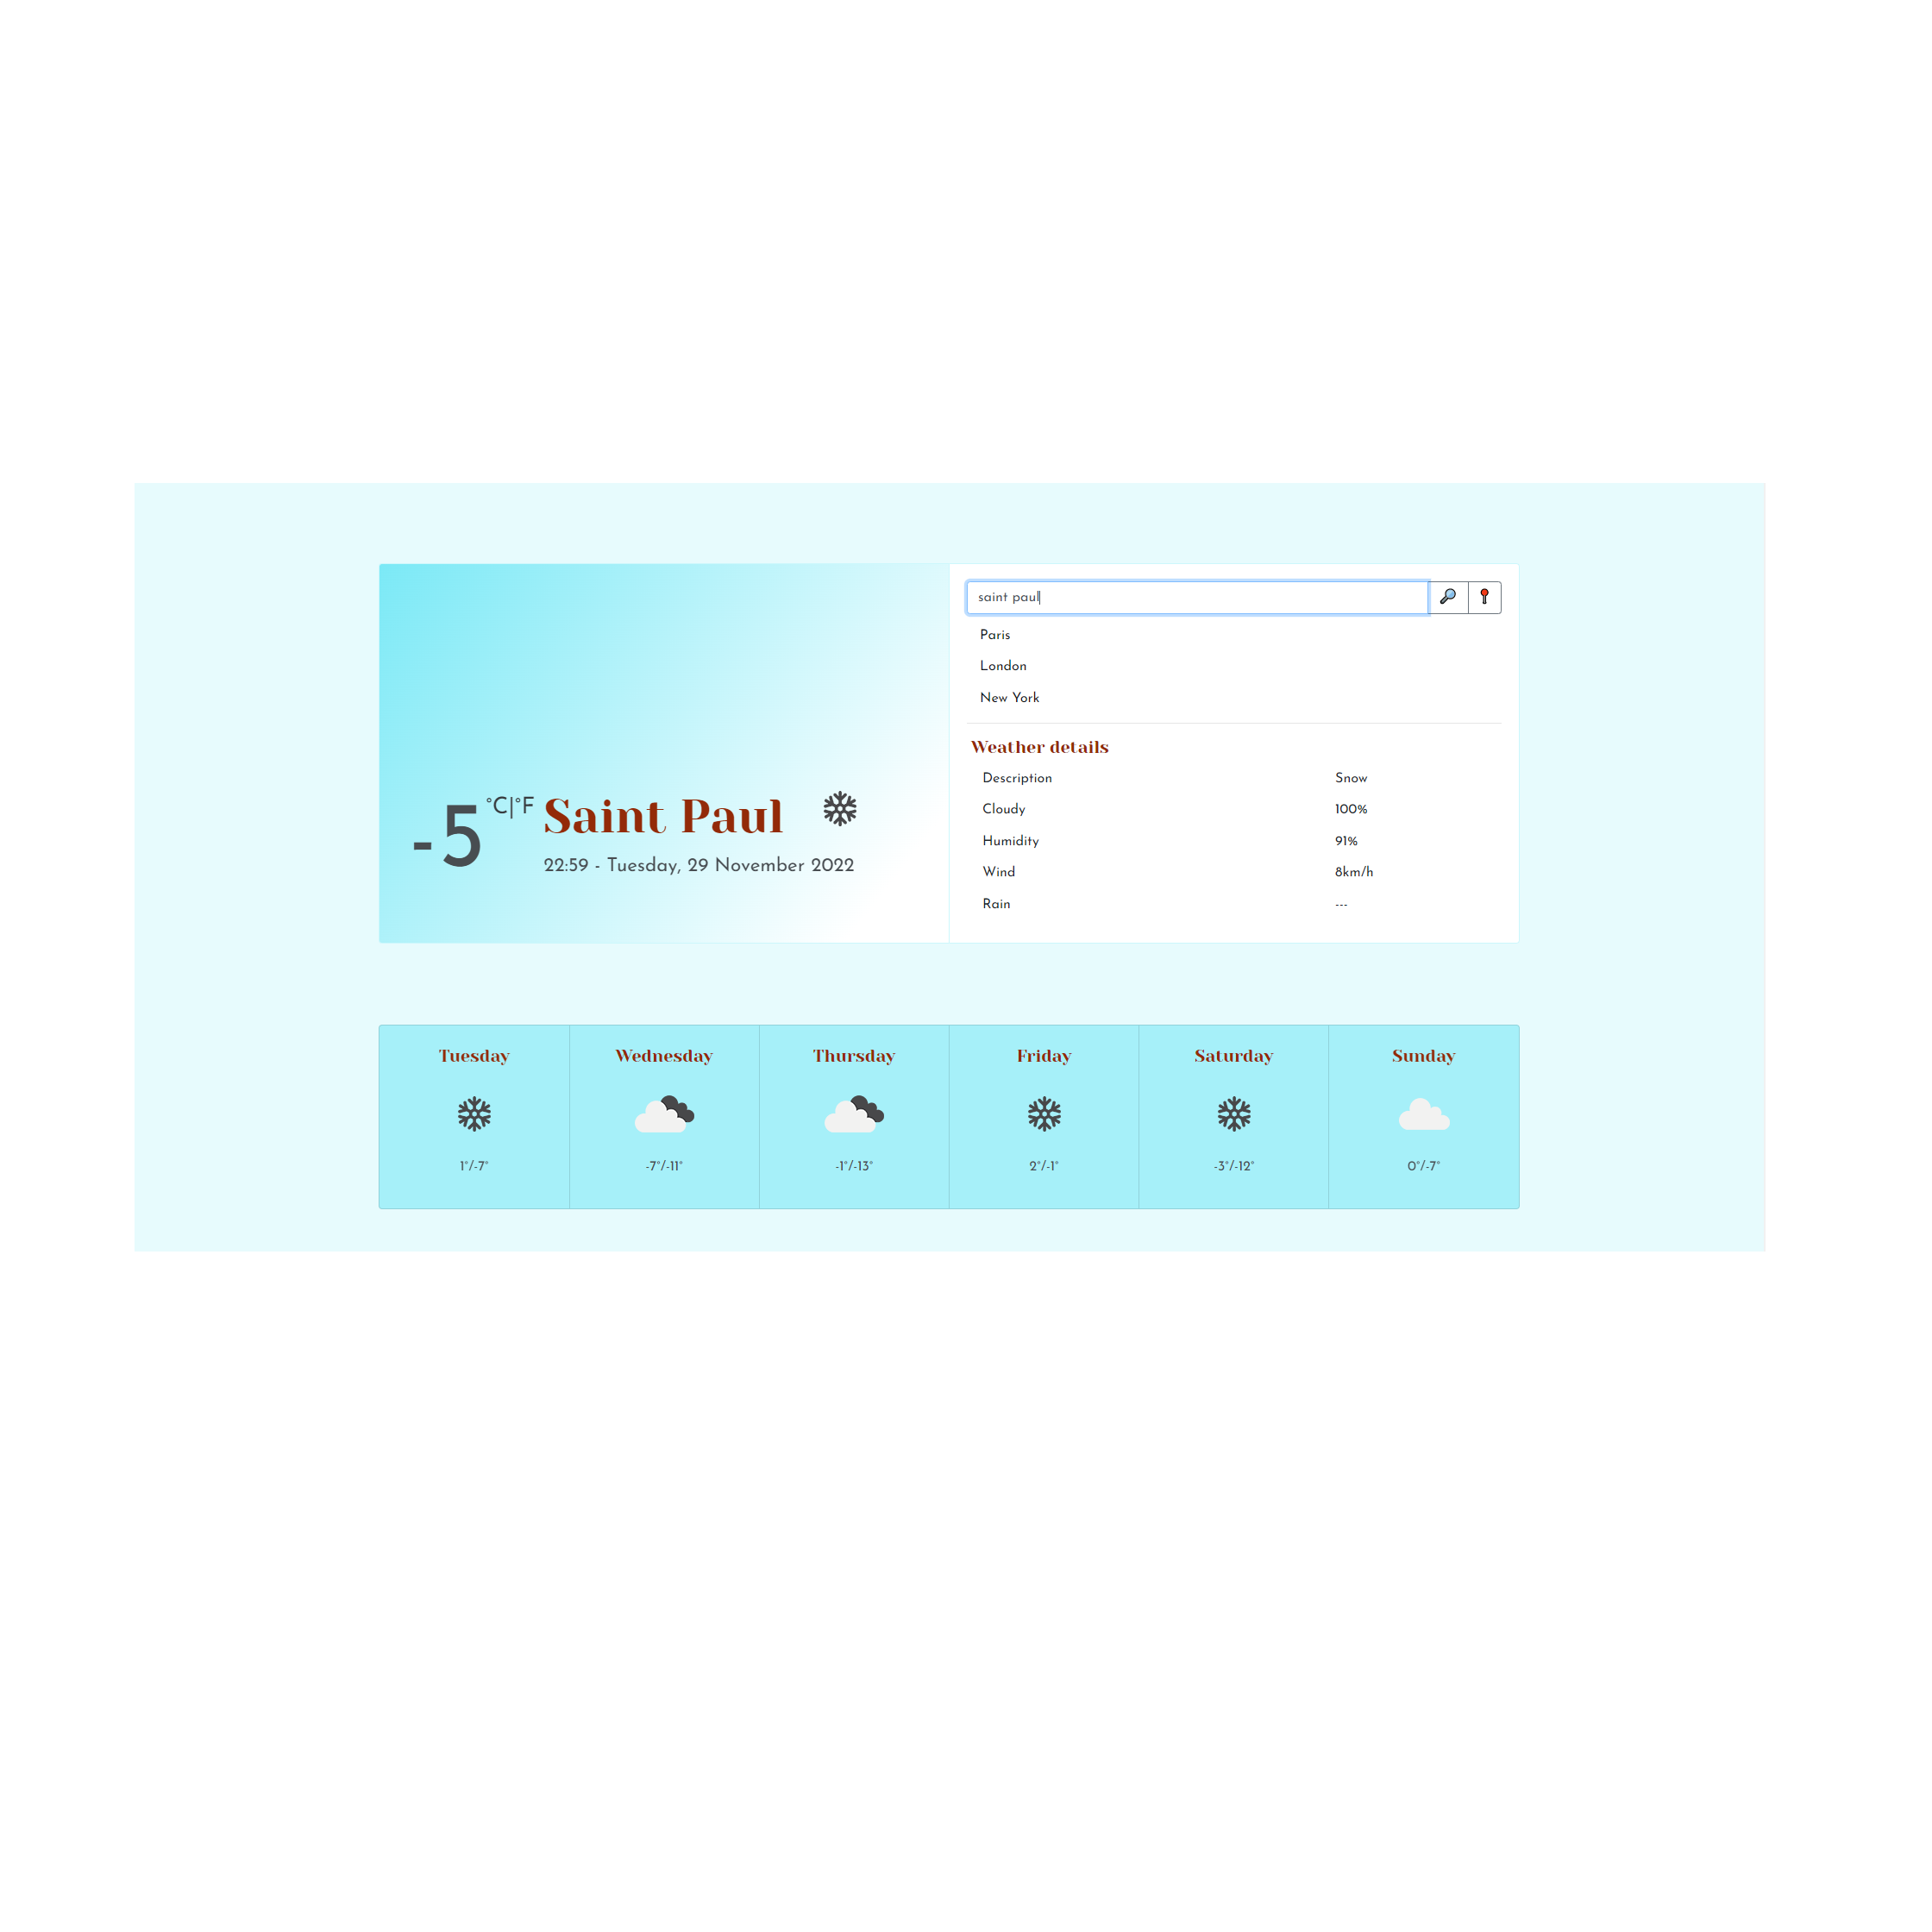 -5 °C|°F Saint Paul
22:59 - Tuesday, 29 November 2022
saint paul
Paris
London
New York
Weather details
Description Snow
Cloudy 100%
Humidity 91%
Wind 8km/h
Rain ---
Tuesday Wednesday Thursday Friday Saturday Sunday
1°/-7° -7°/-11° -1°/-13° 2°/-1° -3°/-12° 0°/-7°